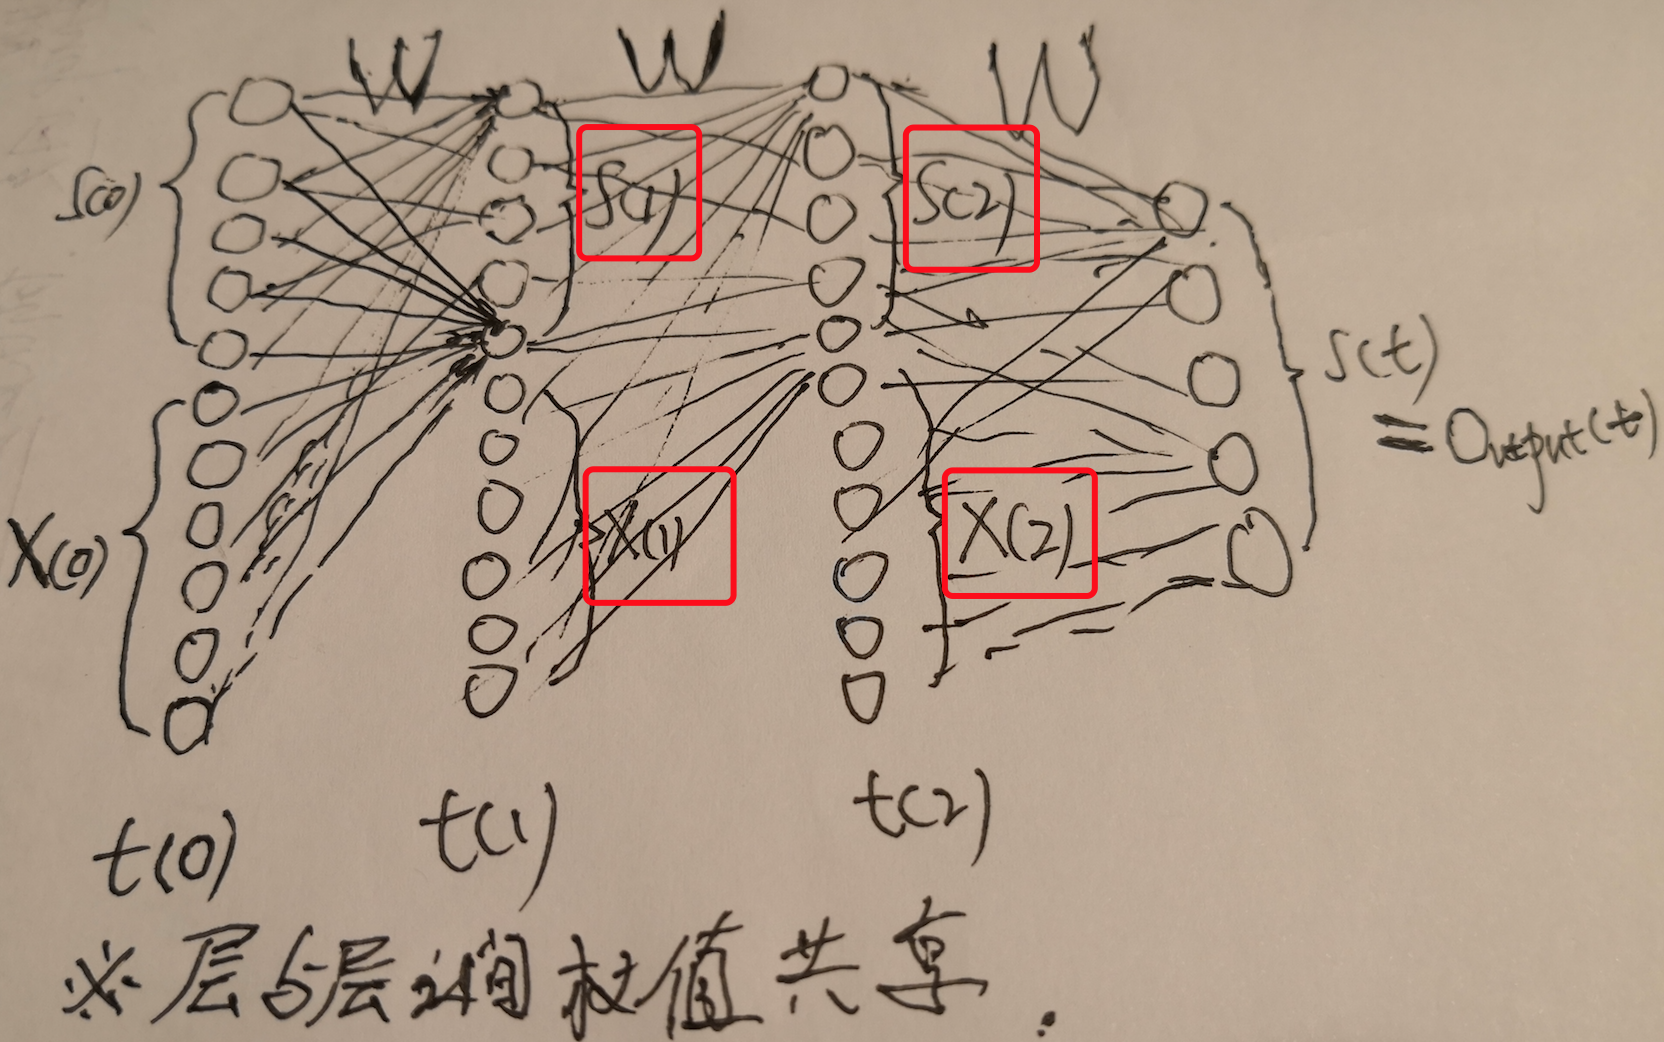 W W W
S(0) S(1) S(2) S(t)
= Output(t)
X(0) X(1) X(2)
t(0) t(1) t(2)
※层与层之间权值共享.